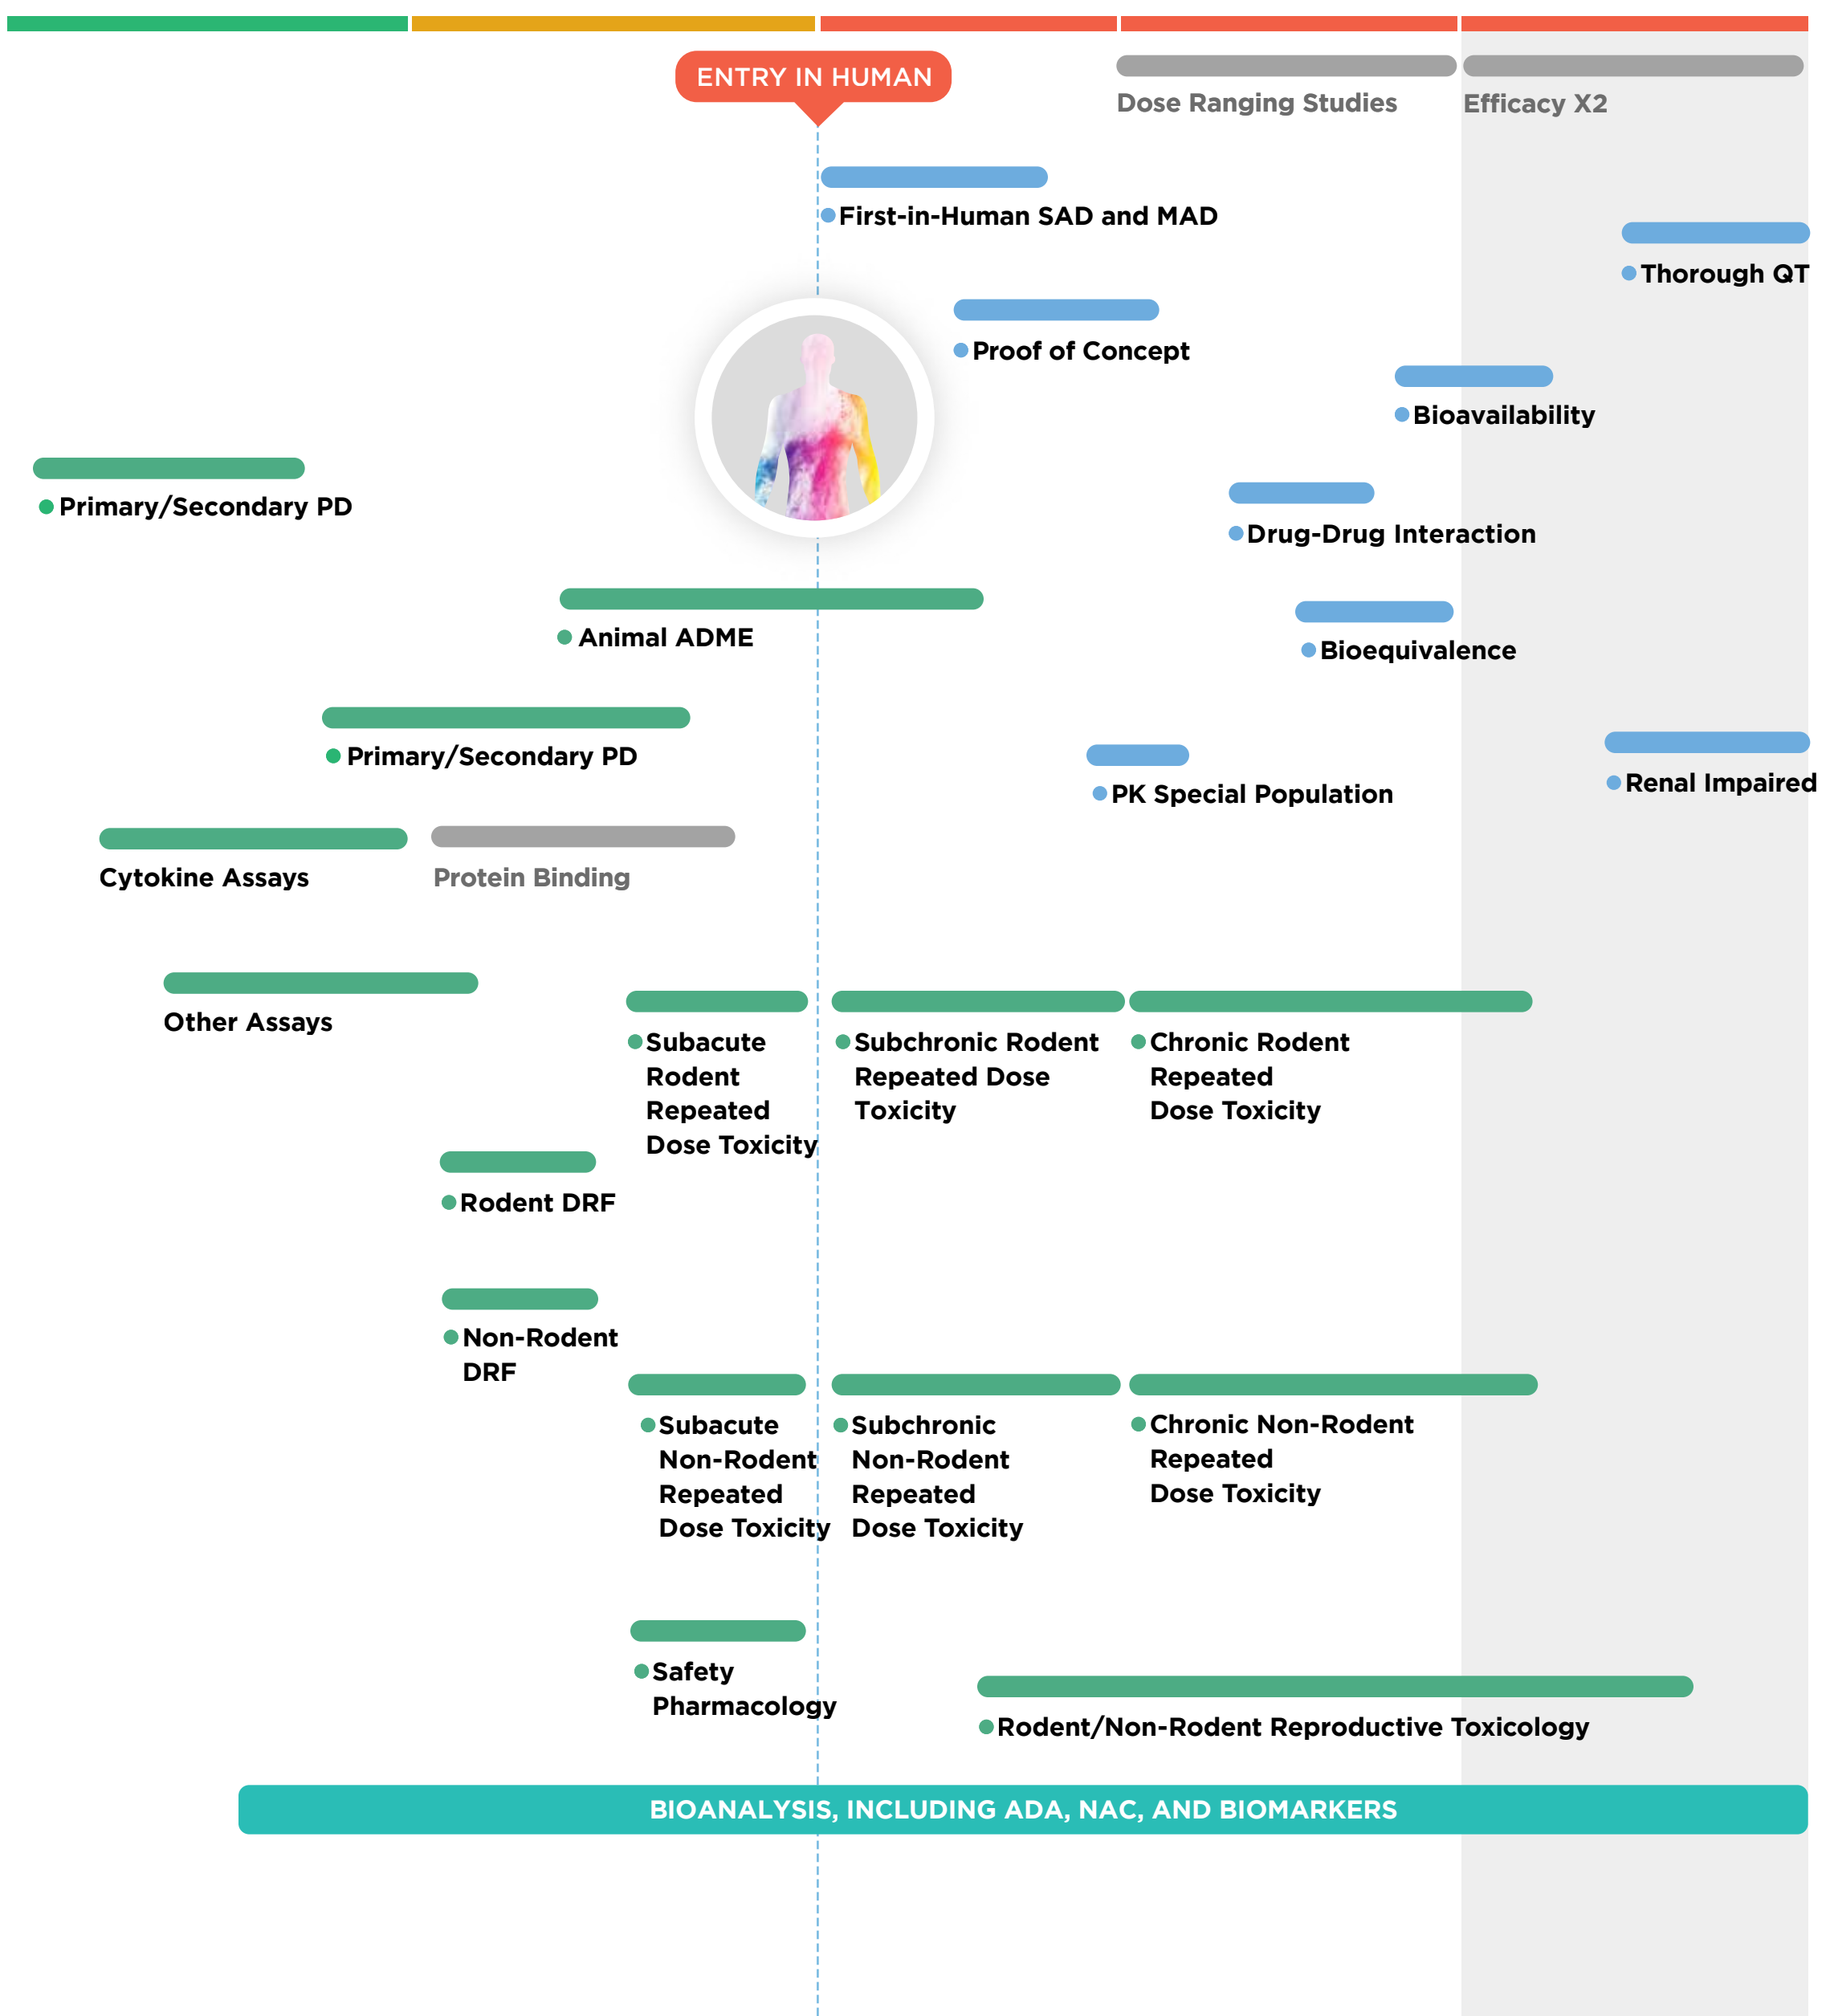 ENTRY IN HUMAN
Dose Ranging Studies
Efficacy X2
First-in-Human SAD and MAD
Thorough QT
Proof of Concept
Bioavailability
Primary/Secondary PD
Drug-Drug Interaction
Animal ADME
Bioequivalence
Primary/Secondary PD
PK Special Population
Renal Impaired
Cytokine Assays
Protein Binding
Other Assays
Subacute
Rodent
Repeated
Dose Toxicity
Subchronic Rodent
Repeated Dose
Toxicity
Chronic Rodent
Repeated
Dose Toxicity
Rodent DRF
Non-Rodent
DRF
Subacute
Non-Rodent
Repeated
Dose Toxicity
Subchronic
Non-Rodent
Repeated
Dose Toxicity
Chronic Non-Rodent
Repeated
Dose Toxicity
Safety
Pharmacology
Rodent/Non-Rodent Reproductive Toxicology
BIOANALYSIS, INCLUDING ADA, NAC, AND BIOMARKERS